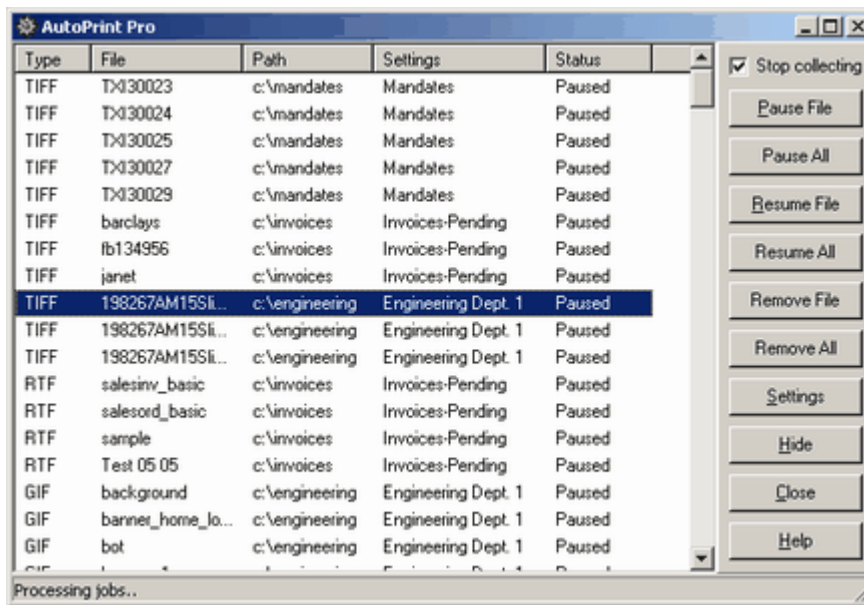 AutoPrint Pro
Type File Path Settings Status
TIFF TXI30023 c:\mandates Mandates Paused
TIFF TXI30024 c:\mandates Mandates Paused
TIFF TXI30025 c:\mandates Mandates Paused
TIFF TXI30027 c:\mandates Mandates Paused
TIFF TXI30029 c:\mandates Mandates Paused
TIFF barclays c:\invoices Invoices-Pending Paused
TIFF fb134956 c:\invoices Invoices-Pending Paused
TIFF janet c:\invoices Invoices-Pending Paused
TIFF 198267AM15Sli... c:\engineering Engineering Dept. 1 Paused
TIFF 198267AM15Sli... c:\engineering Engineering Dept. 1 Paused
TIFF 198267AM15Sli... c:\engineering Engineering Dept. 1 Paused
RTF salesinv_basic c:\invoices Invoices-Pending Paused
RTF salesord_basic c:\invoices Invoices-Pending Paused
RTF sample c:\invoices Invoices-Pending Paused
RTF Test 05 05 c:\invoices Invoices-Pending Paused
GIF background c:\engineering Engineering Dept. 1 Paused
GIF banner_home_lo... c:\engineering Engineering Dept. 1 Paused
GIF bot c:\engineering Engineering Dept. 1 Paused
Stop collecting
Pause File
Pause All
Resume File
Resume All
Remove File
Remove All
Settings
Hide
Close
Help
Processing jobs..